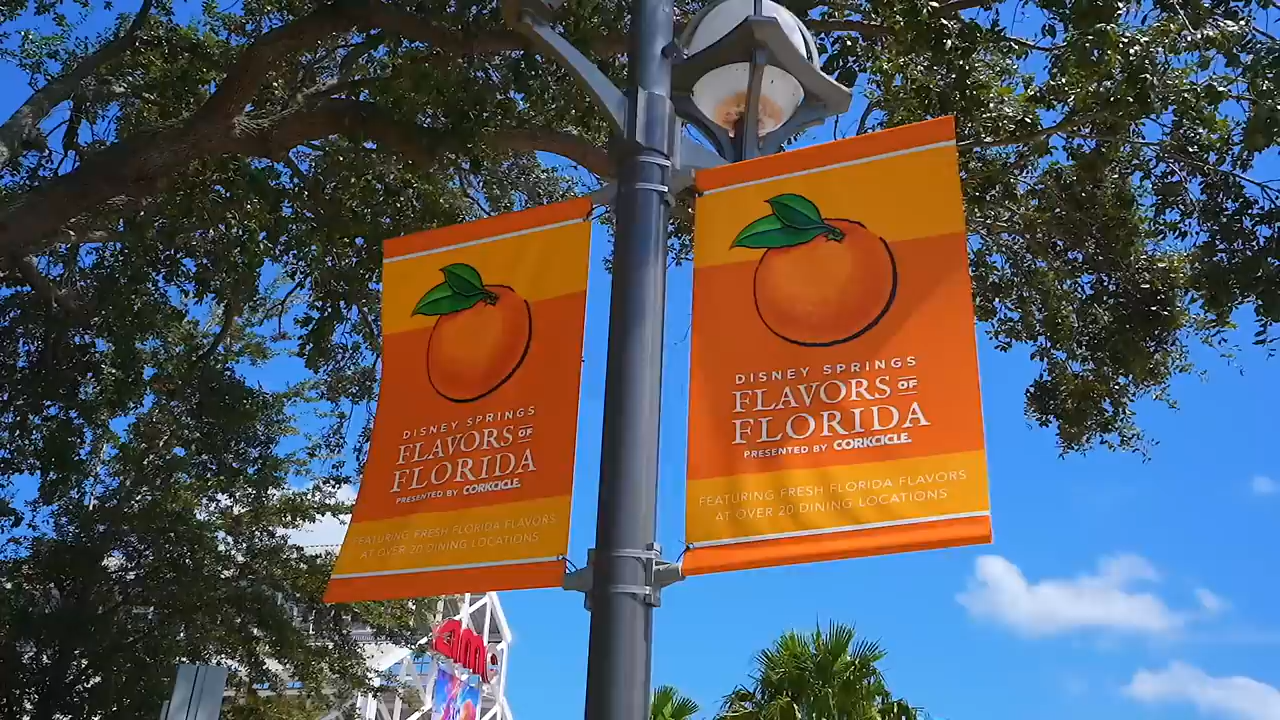 DISNEY SPRINGS
FLAVORS OF
FLORIDA
PRESENTED BY CORKCICLE.
FEATURING FRESH FLORIDA FLAVORS
AT OVER 20 DINING LOCATIONS
DISNEY SPRINGS
FLAVORS OF
FLORIDA
PRESENTED BY CORKCICLE.
FEATURING FRESH FLORIDA FLAVORS
AT OVER 20 DINING LOCATIONS
amc